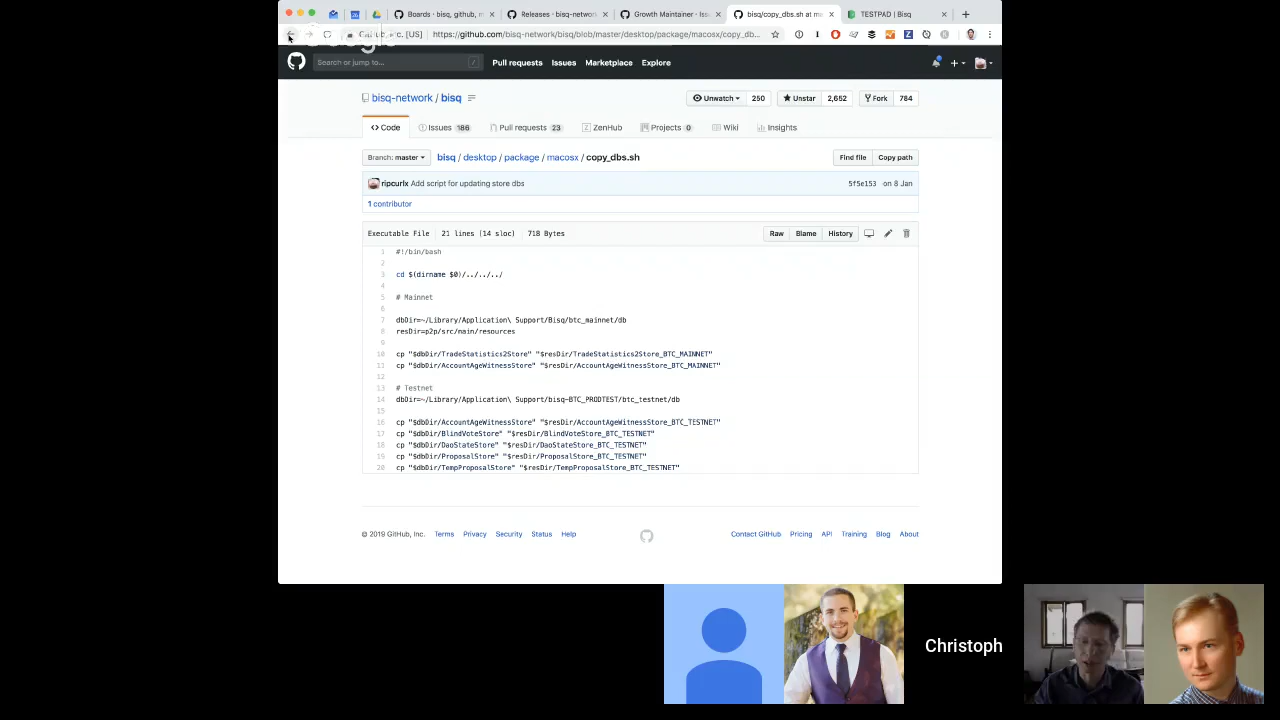 Boards - bisq, github, m
Releases - bisq-network
Growth Maintainer - Iss
bisq/copy_dbs.sh at ma
TESTPAD | Bisq
GitHub, Inc. [US]
https://github.com/bisq-network/bisq/blob/master/desktop/package/macosx/copy_db...
Google
Search or jump to...
/
Pull requests
Issues
Marketplace
Explore
bisq-network / bisq
Unwatch
250
Unstar
2,652
Fork
784
Code
Issues 186
Pull requests 23
ZenHub
Projects 0
Wiki
Insights
Branch: master
bisq / desktop / package / macosx / copy_dbs.sh
Find file
Copy path
ripcurlx Add script for updating store dbs
5f5e153 on 8 Jan
1 contributor
Executable File
21 lines (14 sloc)
718 Bytes
Raw
Blame
History
1 #!/bin/bash
2
3 cd $(dirname $0)/../../../
4
5 # Mainnet
6
7 dbDir=~/Library/Application\ Support/Bisq/btc_mainnet/db
8 resDir=p2p/src/main/resources
9
10 cp "$dbDir/TradeStatistics2Store" "$resDir/TradeStatistics2Store_BTC_MAINNET"
11 cp "$dbDir/AccountAgeWitnessStore" "$resDir/AccountAgeWitnessStore_BTC_MAINNET"
12
13 # Testnet
14 dbDir=~/Library/Application\ Support/bisq-BTC_PRODTEST/btc_testnet/db
15
16 cp "$dbDir/AccountAgeWitnessStore" "$resDir/AccountAgeWitnessStore_BTC_TESTNET"
17 cp "$dbDir/BlindVoteStore" "$resDir/BlindVoteStore_BTC_TESTNET"
18 cp "$dbDir/DaoStateStore" "$resDir/DaoStateStore_BTC_TESTNET"
19 cp "$dbDir/ProposalStore" "$resDir/ProposalStore_BTC_TESTNET"
20 cp "$dbDir/TempProposalStore" "$resDir/TempProposalStore_BTC_TESTNET"
© 2019 GitHub, Inc.
Terms
Privacy
Security
Status
Help
Contact GitHub
Pricing
API
Training
Blog
About
Christoph